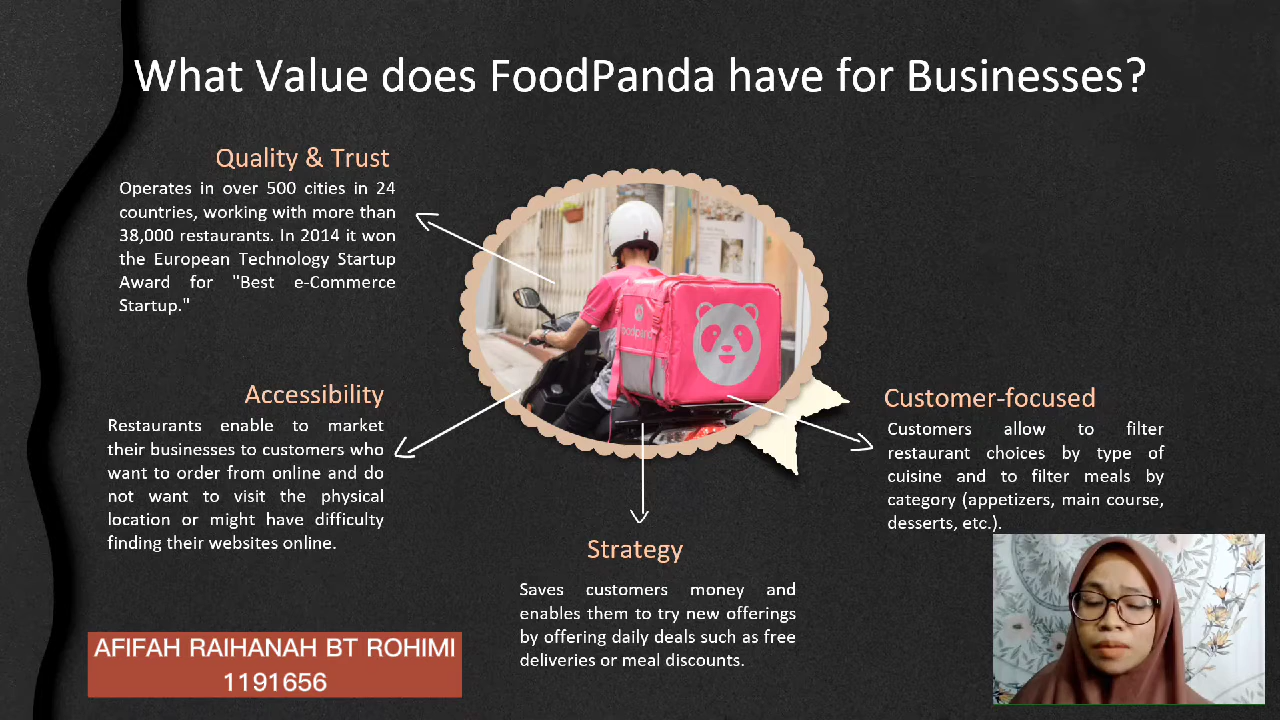 What Value does FoodPanda have for Businesses?
Quality & Trust
Operates in over 500 cities in 24
countries, working with more than
38,000 restaurants. In 2014 it won
the European Technology Startup
Award for "Best e-Commerce
Startup."
Accessibility
Restaurants enable to market
their businesses to customers who
want to order from online and do
not want to visit the physical
location or might have difficulty
finding their websites online.
foodpanda
Strategy
Saves customers money and
enables them to try new offerings
by offering daily deals such as free
deliveries or meal discounts.
Customer-focused
Customers allow to filter
restaurant choices by type of
cuisine and to filter meals by
category (appetizers, main course,
desserts, etc.).
AFIFAH RAIHANAH BT ROHIMI
1191656